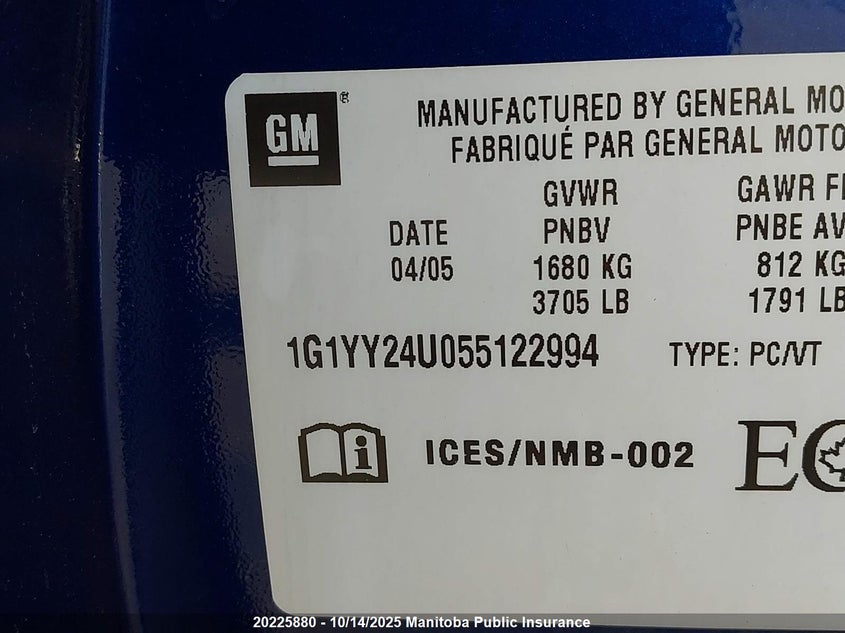 GM®
MANUFACTURED BY GENERAL MO
FABRIQUÉ PAR GENERAL MOTO
GVWR GAWR
DATE PNBV PNBE AV
04/05 1680 KG 812 KG
3705 LB 1791 LB
1G1YY24U055122994 TYPE: PC/VT
i ICES/NMB-002 EC
20225880 - 10/14/2025 Manitoba Public Insurance